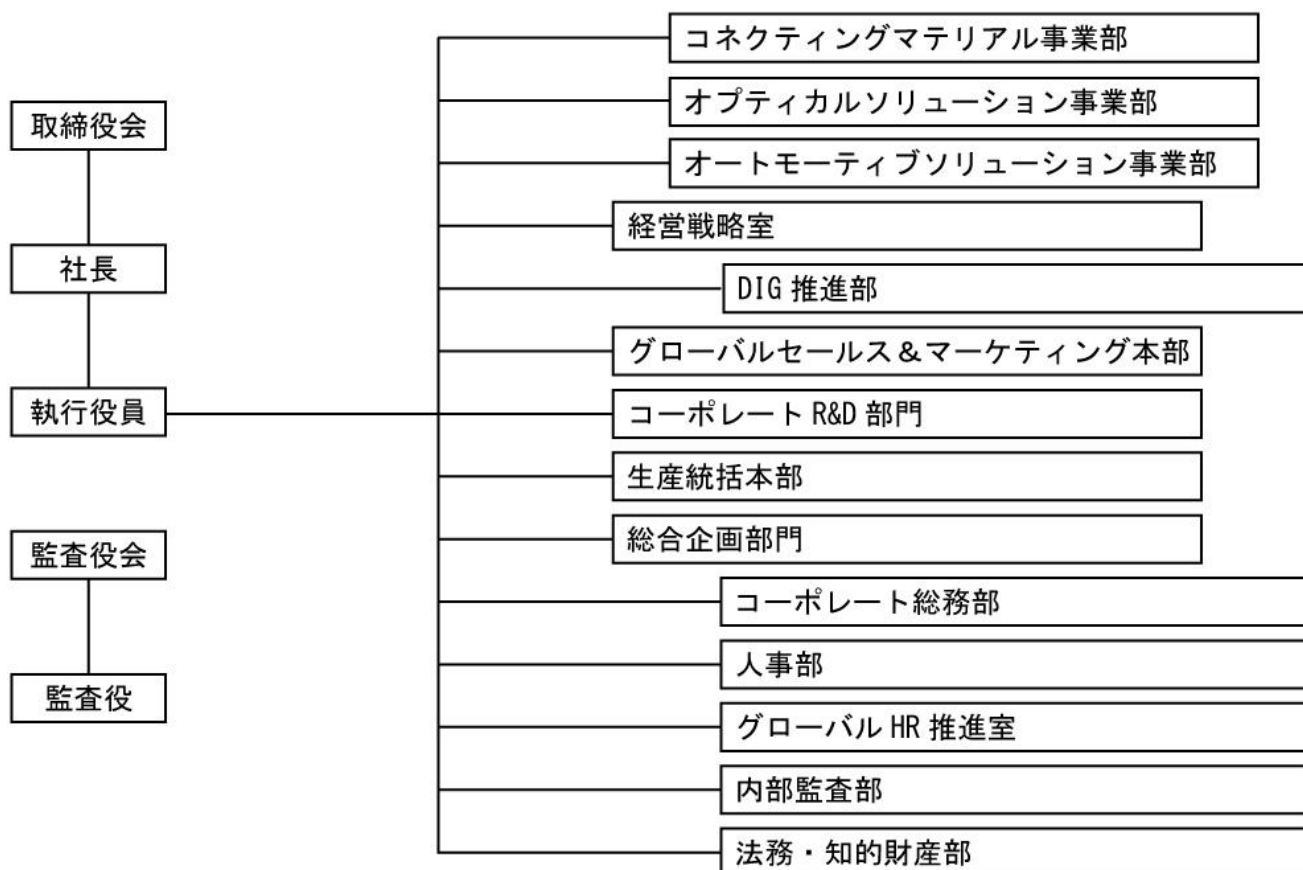 取締役会
社長
執行役員
監査役会
監査役
コネクティングマテリアル事業部
オプティカルソリューション事業部
オートモーティブソリューション事業部
経営戦略室
DIG 推進部
グローバルセールス＆マーケティング本部
コーポレート R&D 部門
生産統括本部
総合企画部門
コーポレート総務部
人事部
グローバル HR 推進室
内部監査部
法務・知的財産部